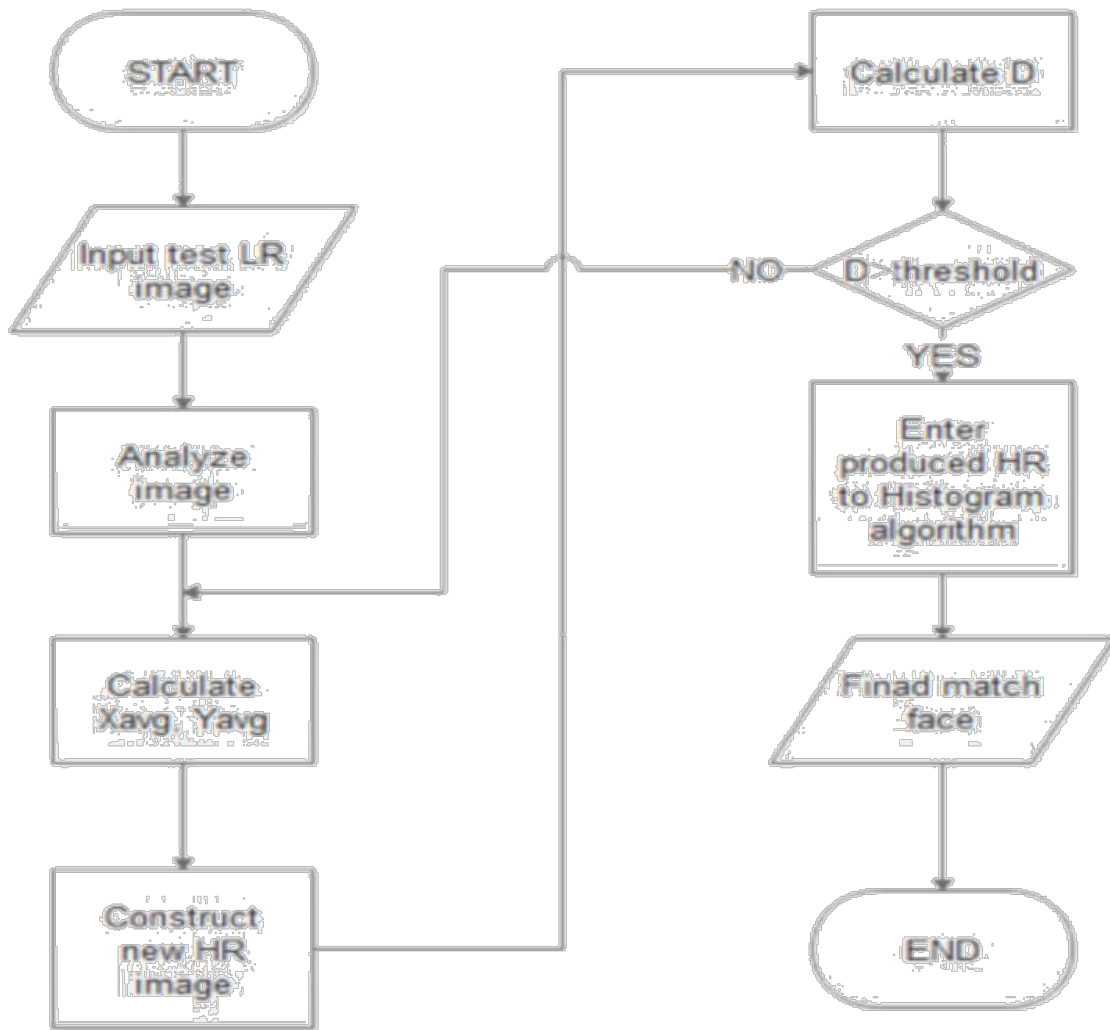 START
Input test LR
image
Analyze
image
Calculate
Xavg, Yavg
Construct
new HR
image
Calculate D
D>threshold
NO
YES
Enter
produced HR
to Histogram
algorithm
Finad match
face
END